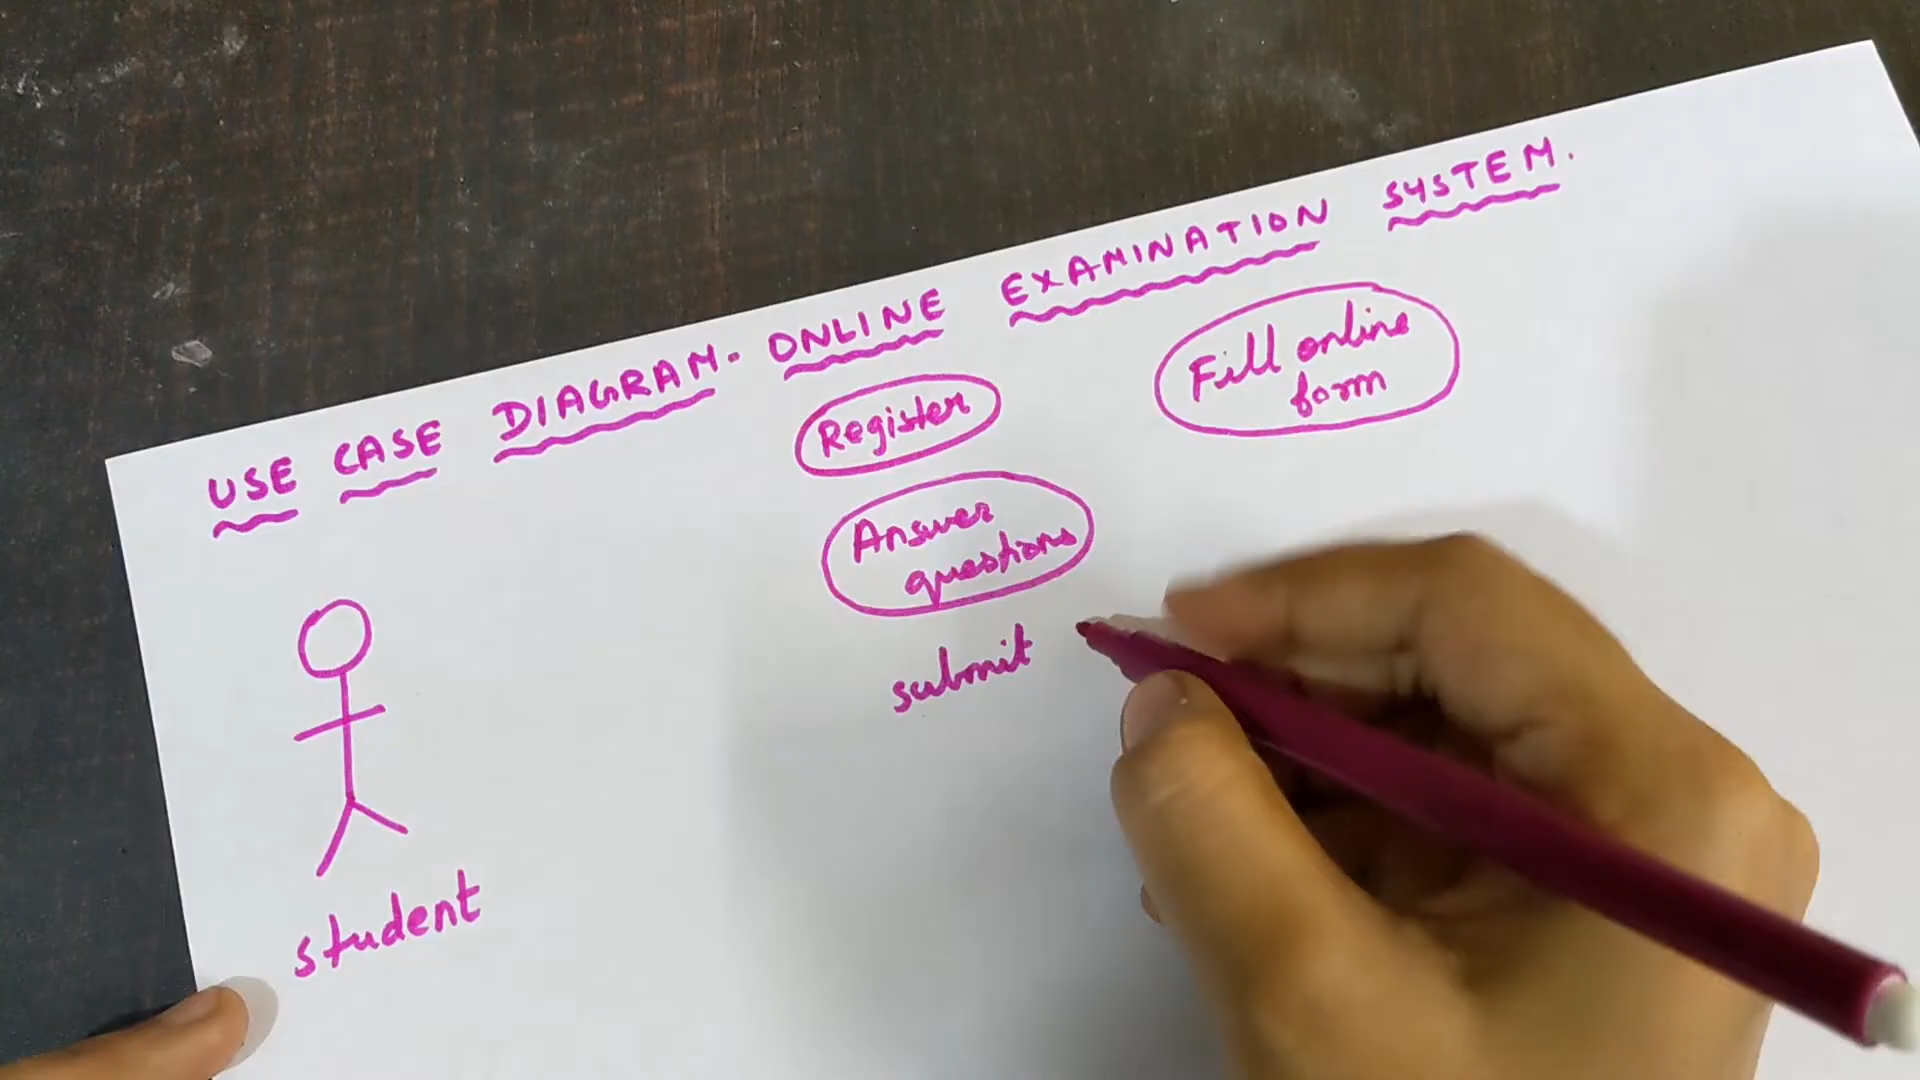 USE CASE DIAGRAM. ONLINE EXAMINATION SYSTEM.
Register
Fill online
form
Answer
questions
submit
student